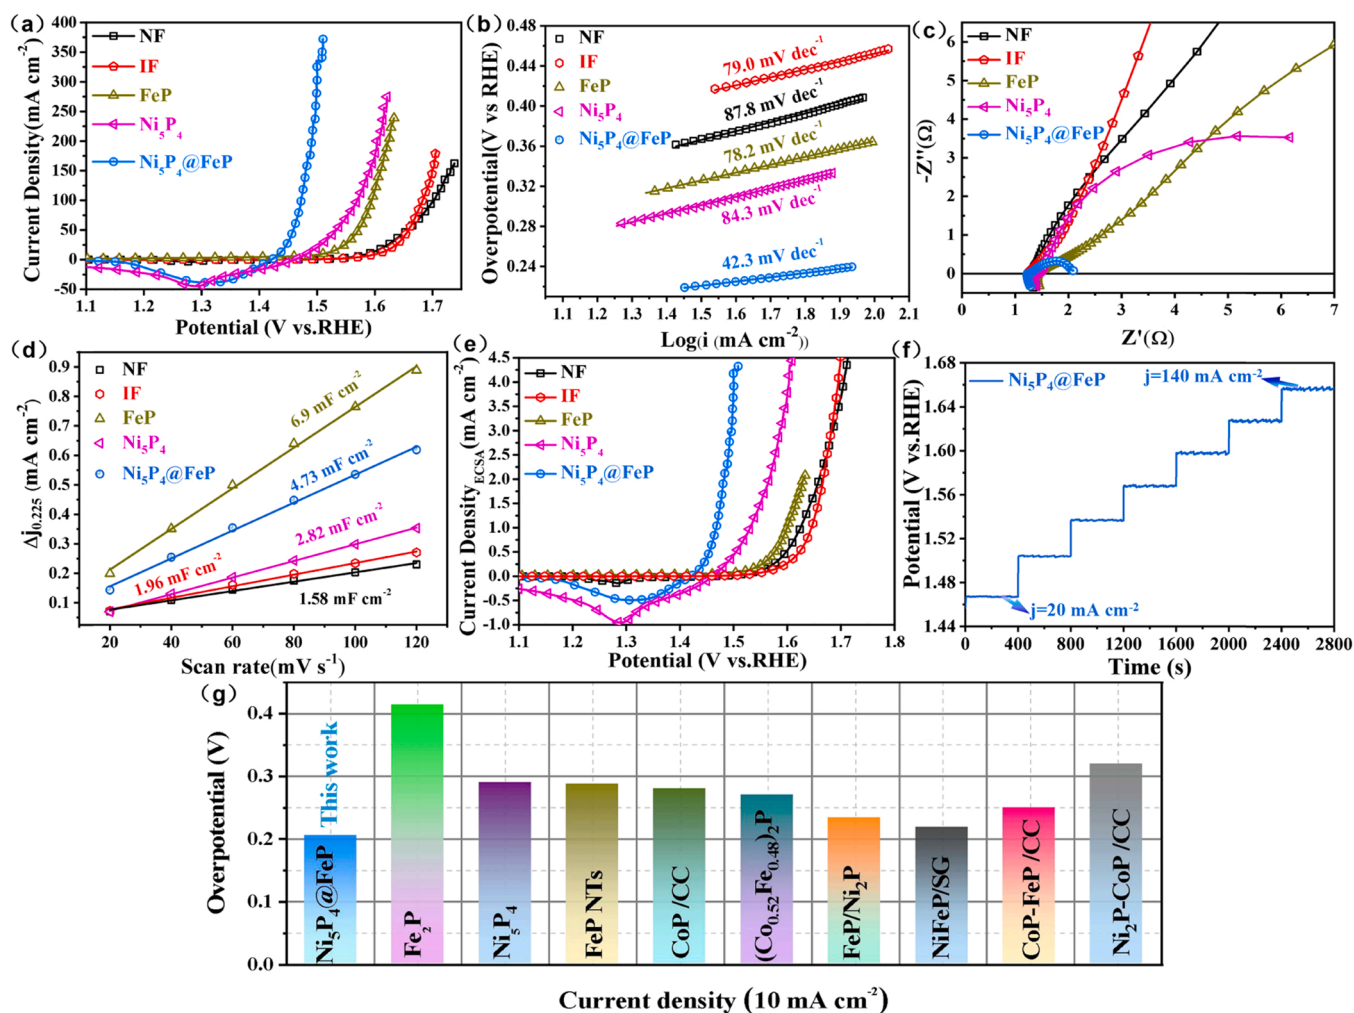 (a)
400
350
300
250
200
150
100
50
0
-50
Current Density(mA cm⁻²)
NF
IF
FeP
Ni₅P₄
Ni₅P₄@FeP
1.1 1.2 1.3 1.4 1.5 1.6 1.7
Potential (V vs.RHE)
(b)
0.48
0.44
0.40
0.36
0.32
0.28
0.24
Overpotential(V vs RHE)
NF
IF
FeP
Ni₅P₄
Ni₅P₄@FeP
79.0 mV dec⁻¹
87.8 mV dec⁻¹
78.2 mV dec⁻¹
84.3 mV dec⁻¹
42.3 mV dec⁻¹
1.1 1.2 1.3 1.4 1.5 1.6 1.7 1.8 1.9 2.0 2.1
Log(i (mA cm⁻²))
(c)
-6
-5
-4
-3
-2
-1
0
-Z''(Ω)
NF
IF
FeP
Ni₅P₄
Ni₅P₄@FeP
0 1 2 3 4 5 6 7
Z'(Ω)
(d)
0.9
0.8
0.7
0.6
0.5
0.4
0.3
0.2
0.1
Δj₀.₂₂₅ (mA cm⁻²)
NF
IF
FeP
Ni₅P₄
Ni₅P₄@FeP
6.9 mF cm⁻²
4.73 mF cm⁻²
2.82 mF cm⁻²
1.96 mF cm⁻²
1.58 mF cm⁻²
20 40 60 80 100 120
Scan rate(mV s⁻¹)
(e)
4.5
4.0
3.5
3.0
2.5
2.0
1.5
1.0
0.5
0.0
-0.5
-1.0
Current Density_ECSA(mA cm⁻²)
NF
IF
FeP
Ni₅P₄
Ni₅P₄@FeP
1.1 1.2 1.3 1.4 1.5 1.6 1.7 1.8
Potential (V vs.RHE)
(f)
1.68
1.64
1.60
1.56
1.52
1.48
1.44
Potential (V vs.RHE)
Ni₅P₄@FeP
j=140 mA cm⁻²
j=20 mA cm⁻²
0 400 800 1200 1600 2000 2400 2800
Time (s)
(g)
0.4
0.3
0.2
0.1
0.0
Overpotential (V)
This work
Ni₅P₄@FeP
Fe₂P
Ni₅P₄
FeP NTs
CoP /CC
(Co₀.₅₂Fe₀.₄₈)₂P
FeP/Ni₂P
NiFeP/SG
CoP-FeP /CC
Ni₂P-CoP /CC
Current density (10 mA cm⁻²)